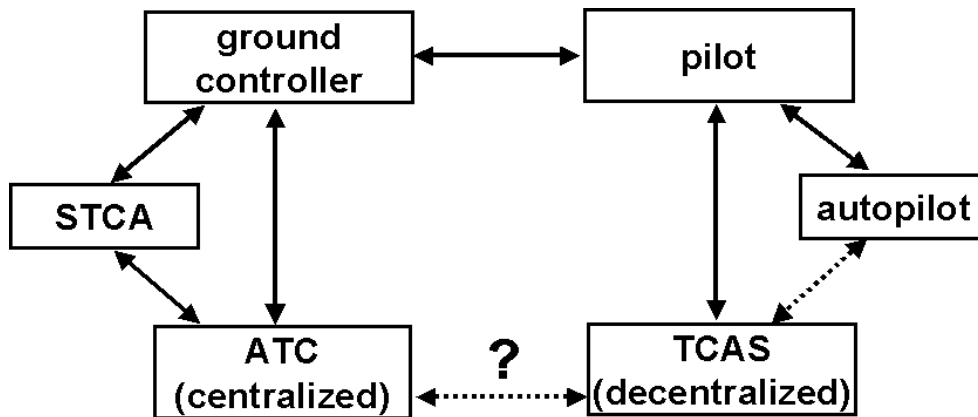 ground
controller
pilot
STCA
autopilot
ATC
(centralized)
?
TCAS
(decentralized)